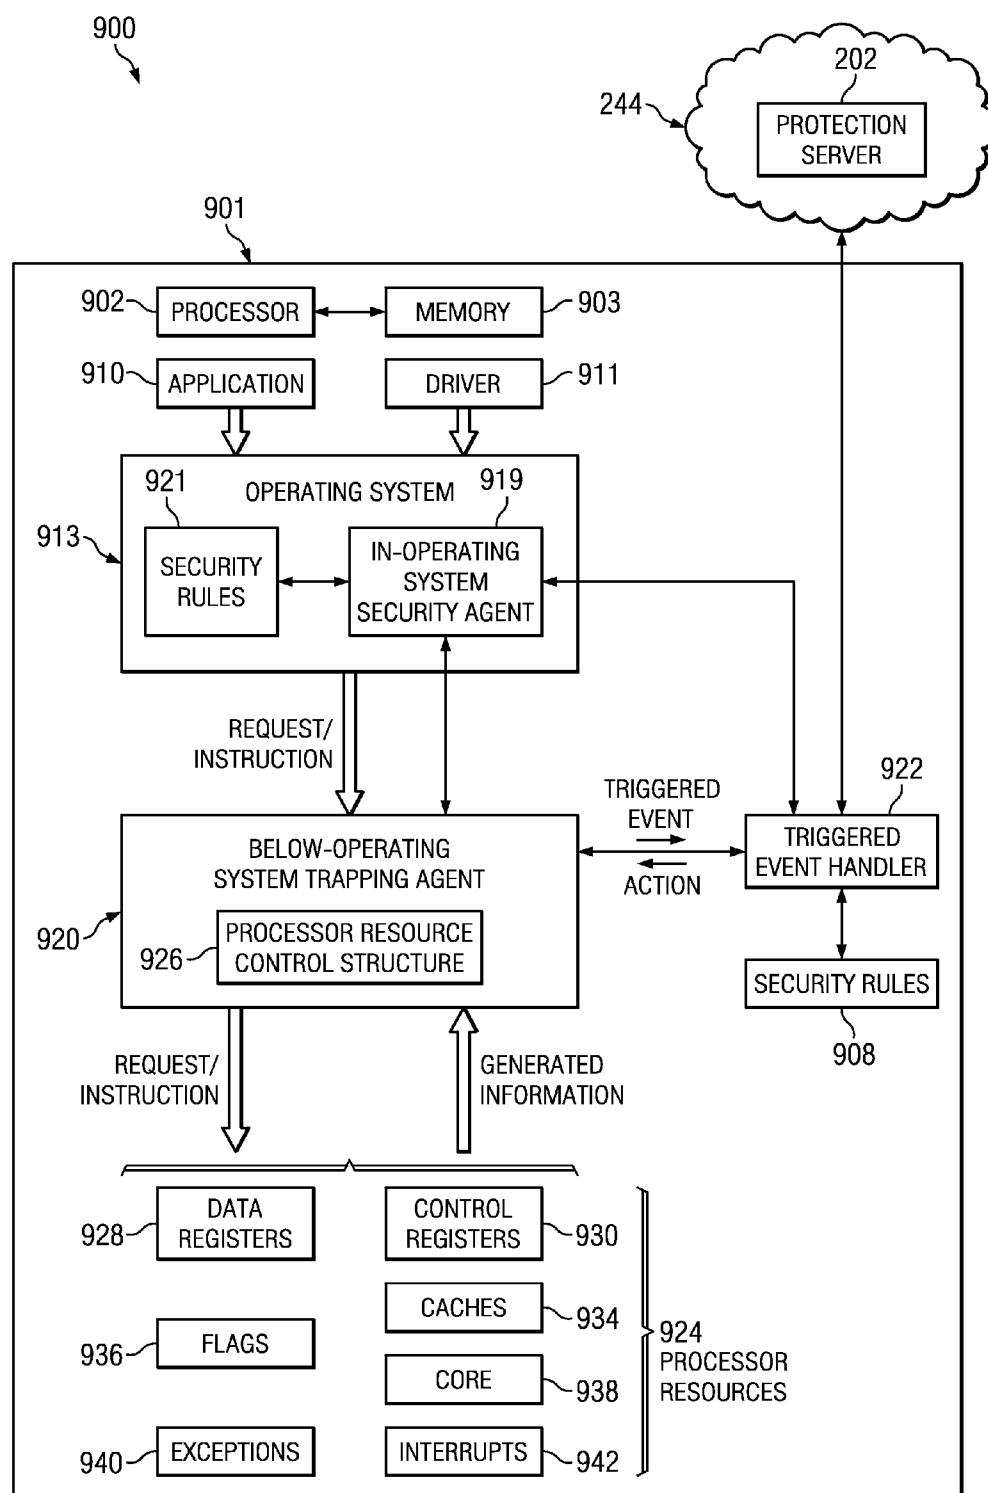 900
202
244
PROTECTION
SERVER
901
902
PROCESSOR
MEMORY
903
910
APPLICATION
DRIVER
911
921
OPERATING SYSTEM
919
913
SECURITY
RULES
IN-OPERATING
SYSTEM
SECURITY AGENT
REQUEST/
INSTRUCTION
922
TRIGGERED
EVENT
ACTION
TRIGGERED
EVENT HANDLER
BELOW-OPERATING
SYSTEM TRAPPING AGENT
920
926
PROCESSOR RESOURCE
CONTROL STRUCTURE
SECURITY RULES
908
REQUEST/
INSTRUCTION
GENERATED
INFORMATION
928
DATA
REGISTERS
CONTROL
REGISTERS
930
CACHES
934
936
FLAGS
924
PROCESSOR
RESOURCES
CORE
938
940
EXCEPTIONS
INTERRUPTS
942